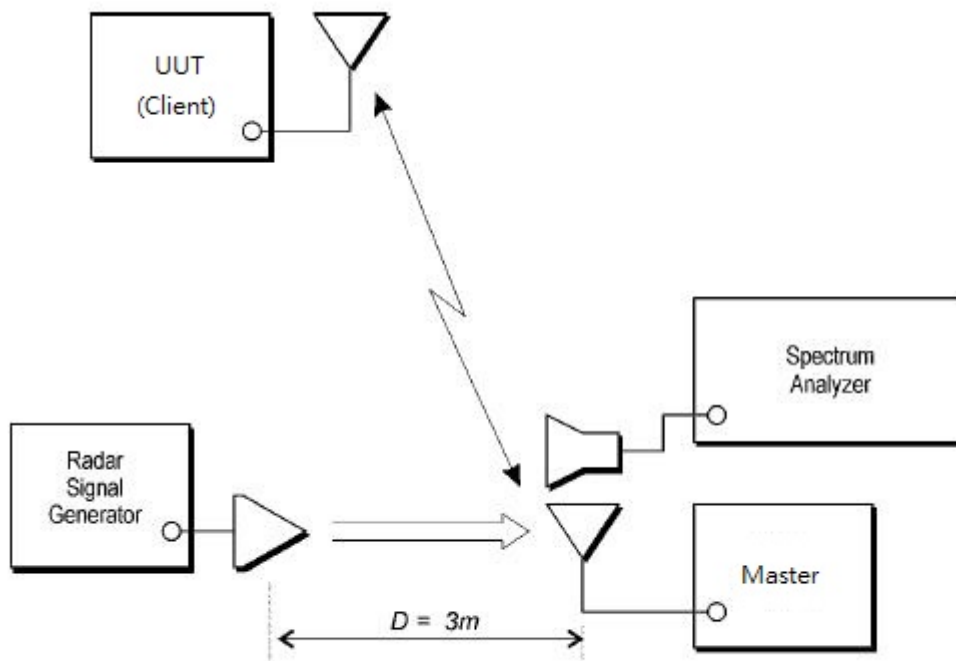 UUT
(Client)
Spectrum
Analyzer
Radar
Signal
Generator
Master
D = 3m